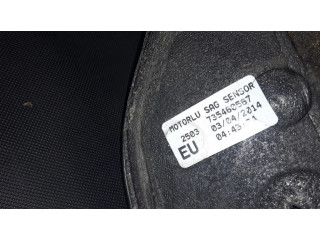 MOTORLU SAG SENSOR
2503 735460567
EU 03/04/2014